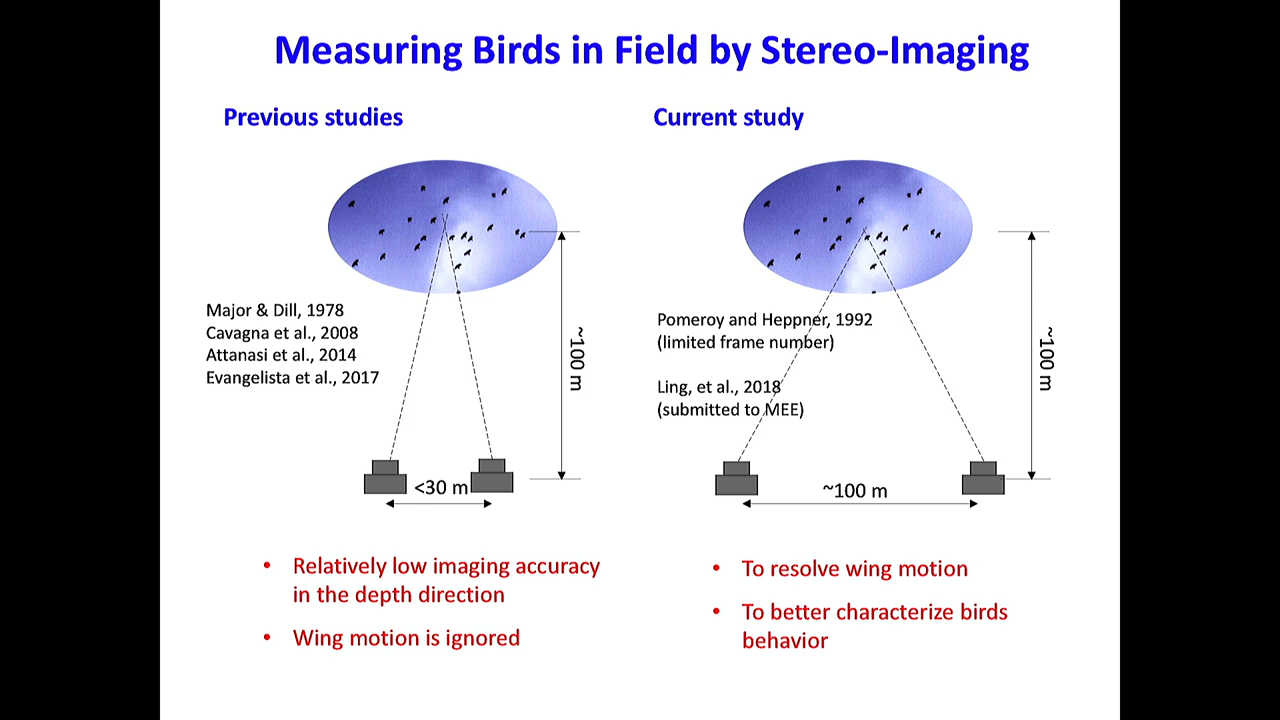 Measuring Birds in Field by Stereo-Imaging
Previous studies
Major & Dill, 1978
Cavagna et al., 2008
Attanasi et al., 2014
Evangelista et al., 2017
~100 m
<30 m
• Relatively low imaging accuracy
in the depth direction
• Wing motion is ignored
Current study
Pomeroy and Heppner, 1992
(limited frame number)
Ling, et al., 2018
(submitted to MEE)
~100 m
~100 m
• To resolve wing motion
• To better characterize birds
behavior